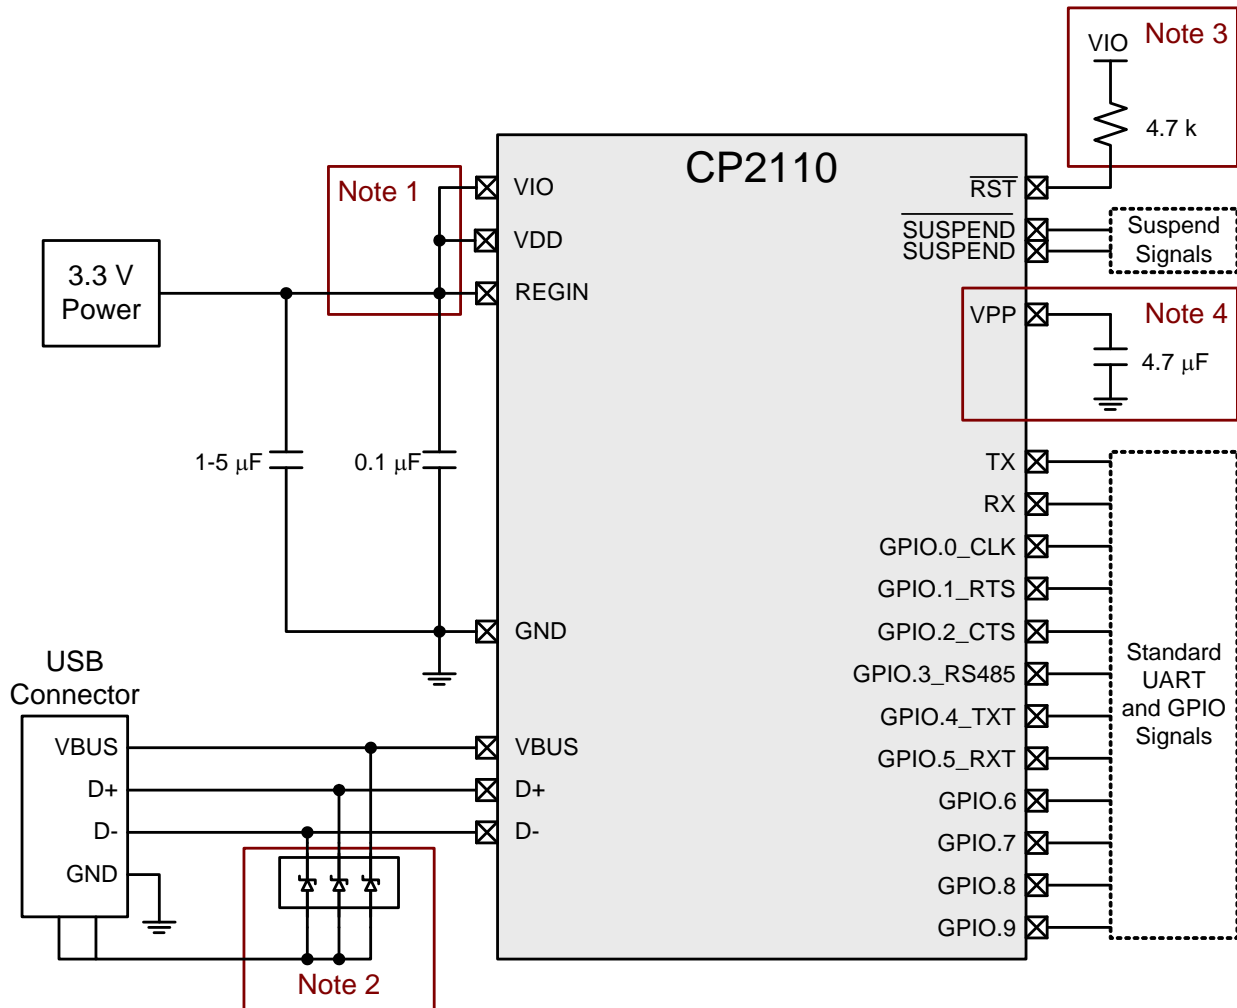 Note 3
VIO
4.7 k
CP2110
Note 1
VIO
VDD
REGIN
3.3 V
Power
RST
SUSPEND
SUSPEND
Suspend
Signals
VPP
Note 4
4.7 μF
1-5 μF
0.1 μF
GND
TX
RX
GPIO.0_CLK
GPIO.1_RTS
GPIO.2_CTS
GPIO.3_RS485
GPIO.4_TXT
GPIO.5_RXT
GPIO.6
GPIO.7
GPIO.8
GPIO.9
Standard
UART
and GPIO
Signals
USB
Connector
VBUS
D+
D-
GND
VBUS
D+
D-
Note 2